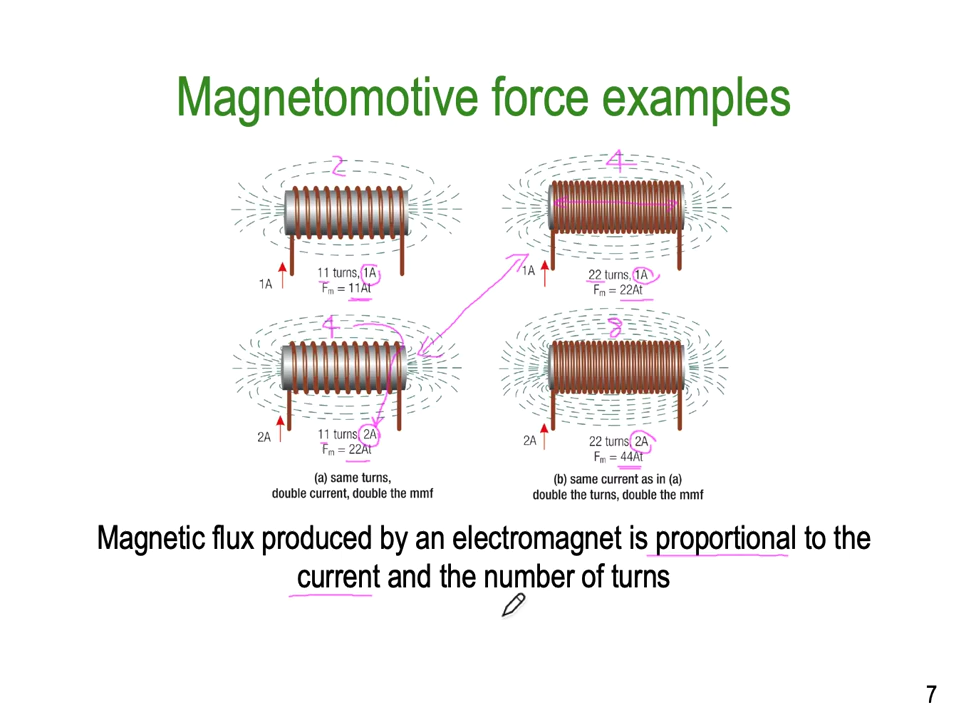 Magnetomotive force examples
2
4
1A
11 turns, 1A
Fm = 11At
1A
22 turns, 1A
Fm = 22At
4
8
2A
11 turns, 2A
Fm = 22At
2A
22 turns, 2A
Fm = 44At
(a) same turns,
double current, double the mmf
(b) same current as in (a)
double the turns, double the mmf
Magnetic flux produced by an electromagnet is proportional to the
current and the number of turns
7